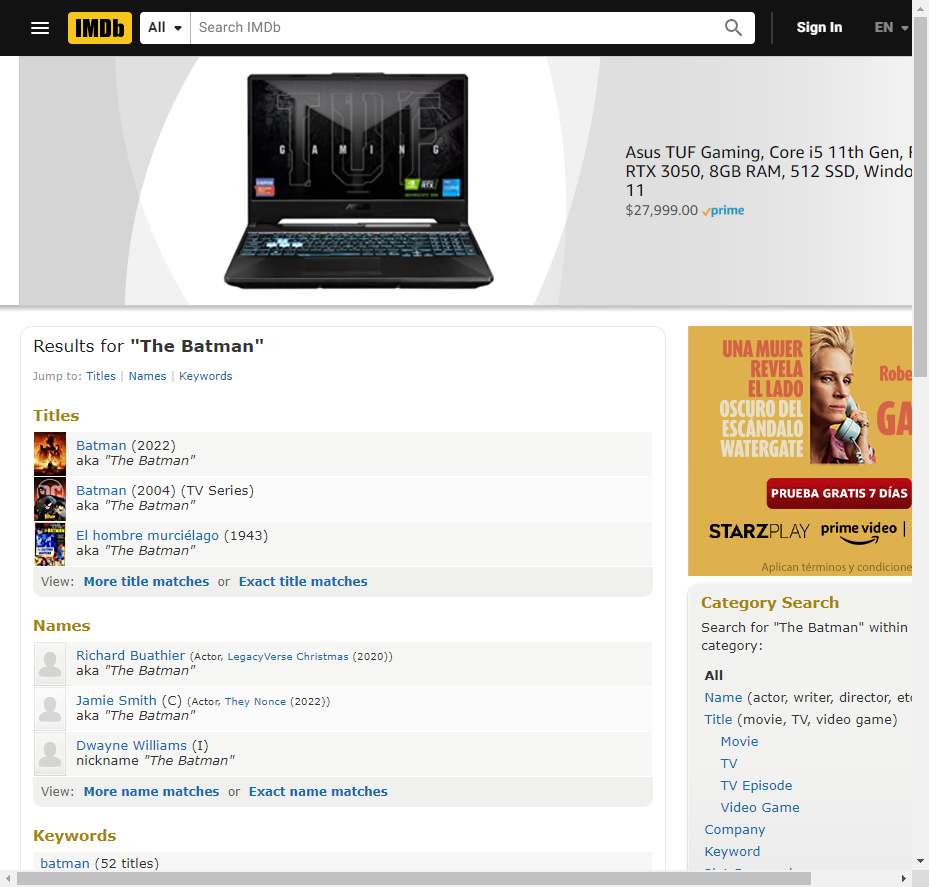 IMDb All Search IMDb Sign In EN
TUF
GAMING
Asus TUF Gaming, Core i5 11th Gen,
RTX 3050, 8GB RAM, 512 SSD, Windo
11
$27,999.00 prime
Results for "The Batman"
Jump to: Titles | Names | Keywords
Titles
Batman (2022)
aka "The Batman"
Batman (2004) (TV Series)
aka "The Batman"
El hombre murciélago (1943)
aka "The Batman"
View: More title matches or Exact title matches
Names
Richard Buathier (Actor, LegacyVerse Christmas (2020))
aka "The Batman"
Jamie Smith (C) (Actor, They Nonce (2022))
aka "The Batman"
Dwayne Williams (I)
nickname "The Batman"
View: More name matches or Exact name matches
Keywords
batman (52 titles)
UNA MUJER
REVELA
EL LADO
OSCURO DEL
ESCÁNDALO
WATERGATE
Robe
GA
PRUEBA GRATIS 7 DÍAS
STARZPLAY prime video |
Aplican términos y condicione
Category Search
Search for "The Batman" within
category:
All
Name (actor, writer, director, etc
Title (movie, TV, video game)
Movie
TV
TV Episode
Video Game
Company
Keyword